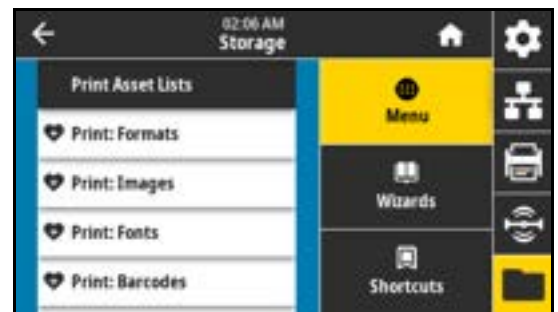 02:06 AM
Storage
Print Asset Lists
Print: Formats
Print: Images
Print: Fonts
Print: Barcodes
Menu
Wizards
Shortcuts